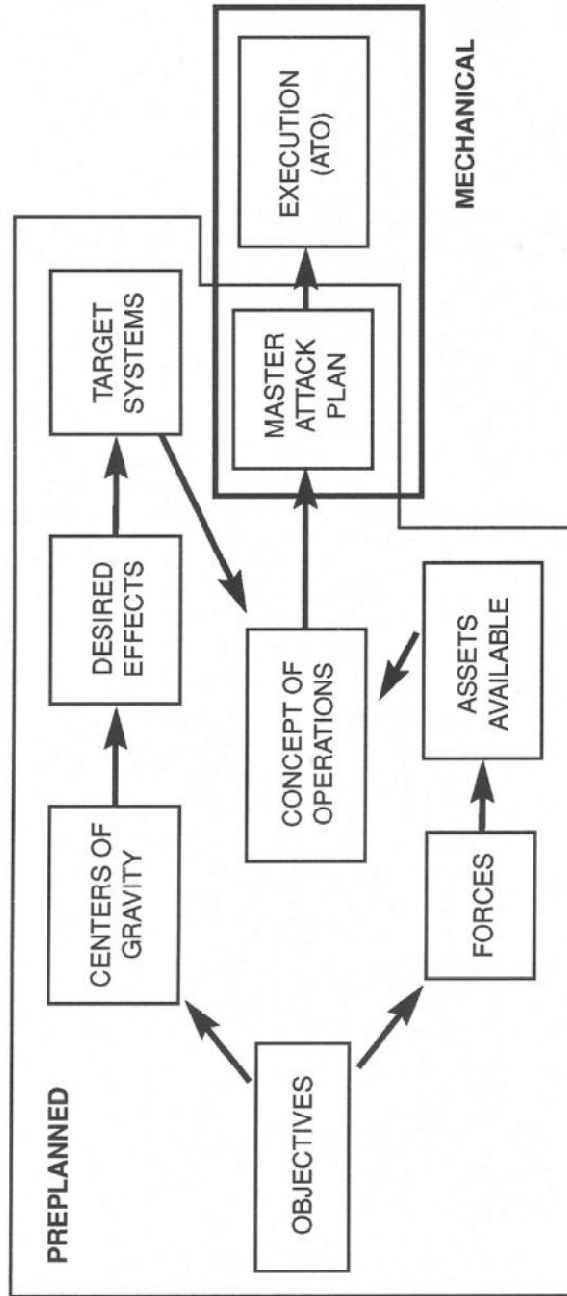 PREPLANNED
OBJECTIVES
CENTERS OF
GRAVITY
DESIRED
EFFECTS
TARGET
SYSTEMS
CONCEPT OF
OPERATIONS
FORCES
ASSETS
AVAILABLE
MASTER
ATTACK
PLAN
EXECUTION
(ATO)
MECHANICAL